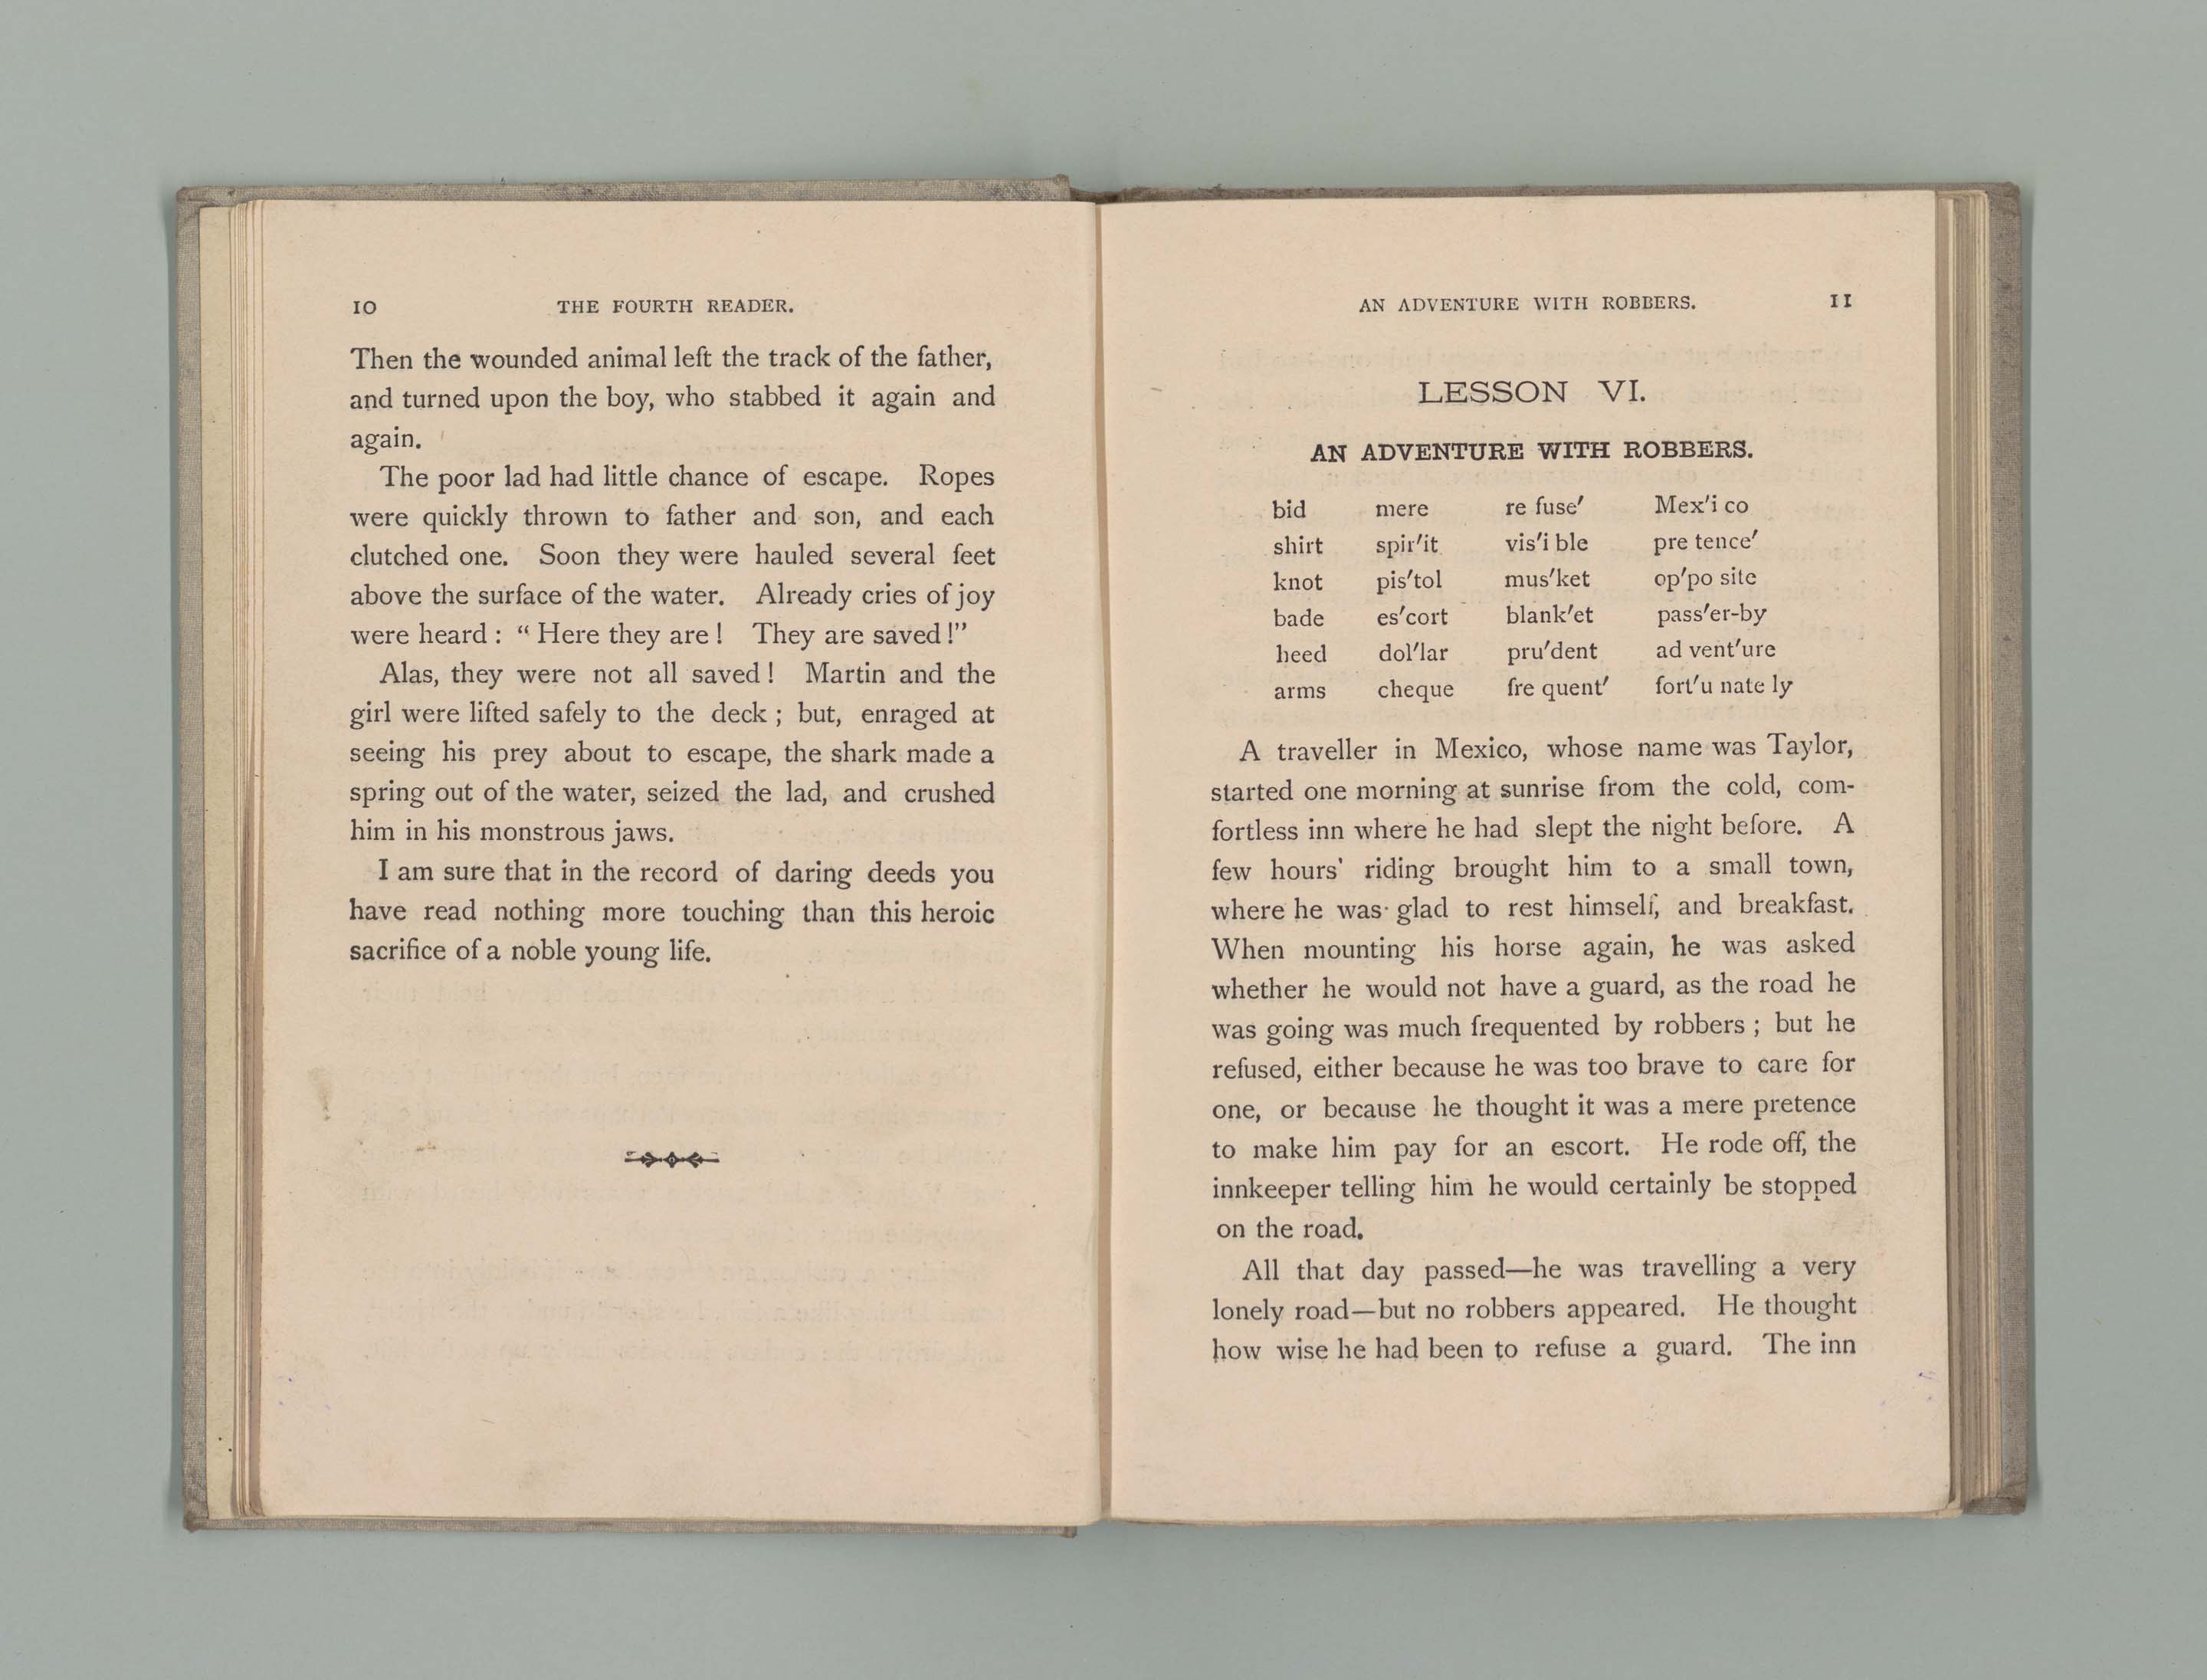 10 THE FOURTH READER.
Then the wounded animal left the track of the father,
and turned upon the boy, who stabbed it again and
again.
The poor lad had little chance of escape. Ropes
were quickly thrown to father and son, and each
clutched one. Soon they were hauled several feet
above the surface of the water. Already cries of joy
were heard : “ Here they are ! They are saved !”
Alas, they were not all saved ! Martin and the
girl were lifted safely to the deck ; but, enraged at
seeing his prey about to escape, the shark made a
spring out of the water, seized the lad, and crushed
him in his monstrous jaws.
I am sure that in the record of daring deeds you
have read nothing more touching than this heroic
sacrifice of a noble young life.
AN ADVENTURE WITH ROBBERS. 11
LESSON VI.
AN ADVENTURE WITH ROBBERS.
bid mere re fuse′ Mex′i co
shirt spir′it vis′i ble pre tence′
knot pis′tol mus′ket op′po site
bade es′cort blank′et pass′er-by
heed dol′lar pru′dent ad vent′ure
arms cheque fre quent′ fort′u nate ly
A traveller in Mexico, whose name was Taylor,
started one morning at sunrise from the cold, com-
fortless inn where he had slept the night before. A
few hours' riding brought him to a small town,
where he was glad to rest himself, and breakfast.
When mounting his horse again, he was asked
whether he would not have a guard, as the road he
was going was much frequented by robbers ; but he
refused, either because he was too brave to care for
one, or because he thought it was a mere pretence
to make him pay for an escort. He rode off, the
innkeeper telling him he would certainly be stopped
on the road.
All that day passed—he was travelling a very
lonely road—but no robbers appeared. He thought
how wise he had been to refuse a guard. The inn